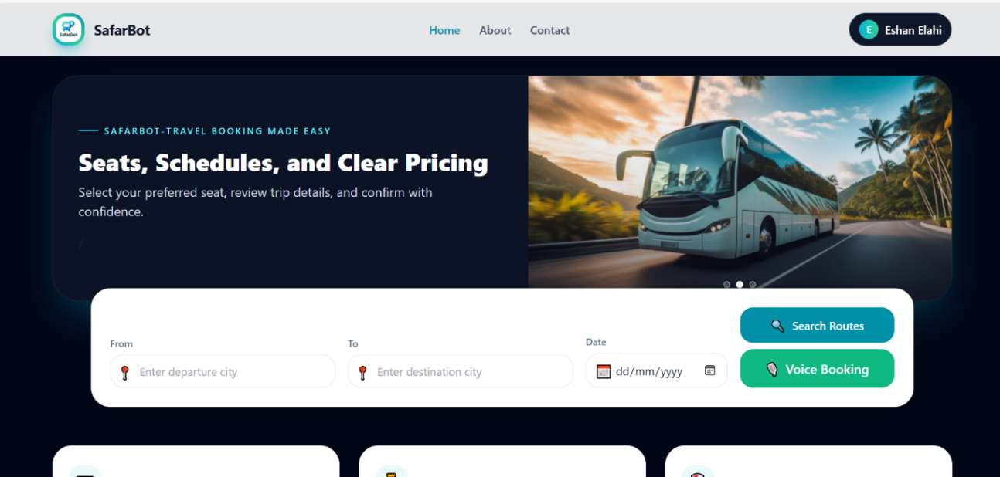 SafarBot
SafarBot
Home
About
Contact
E
Eshan Elahi
SAFARBOT-TRAVEL BOOKING MADE EASY
Seats, Schedules, and Clear Pricing
Select your preferred seat, review trip details, and confirm with
confidence.
/
From
Enter departure city
To
Enter destination city
Date
dd/mm/yyyy
Search Routes
Voice Booking